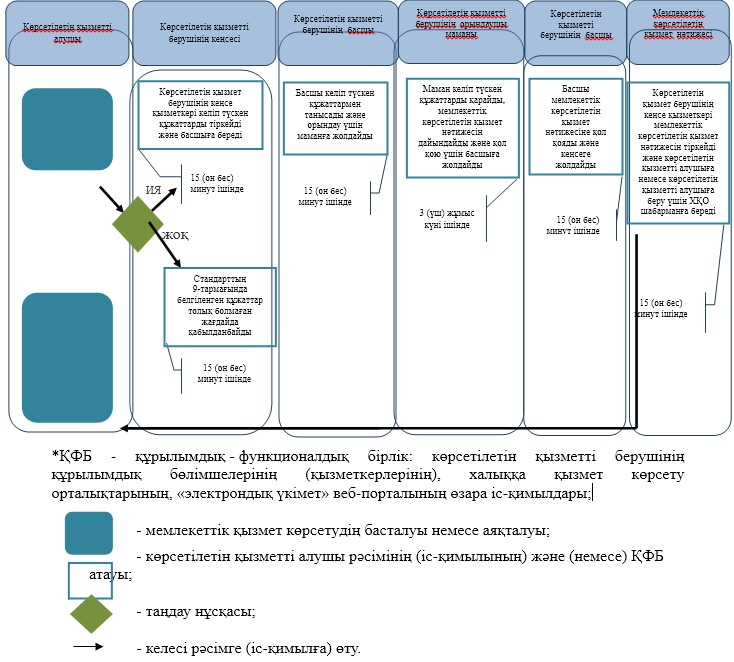 Көрсетілетін қызметті
алушы
Көрсетілетін қызметті
берушінің кеңсесі
Көрсетілетін қызметті
берушінің басшы
Көрсетілетін қызметті
берушінің орындаушы
маманы
Көрсетілетін
қызметті
берушінің басшы
Мемлекеттік
көрсетілетін
қызмет нәтижесі
Көрсетілетін қызмет
берушінің кеңсе
қызметкері келіп түскен
құжаттарды тіркейді
және басшыға береді
15 (он бес)
минут ішінде
ИЯ
ЖОҚ
Стандарттың
9-тармағында
белгіленген құжаттар
толық болмаған
жағдайда
қабылданбайды
15 (он бес)
минут ішінде
Басшы келіп түскен
құжаттармен
танысады және
орындау үшін
маманға жолдайды
15 (он бес)
минут ішінде
Маман келіп түскен
құжаттарды қарайды,
мемлекеттік
көрсетілетін қызмет
нәтижесін
дайындайды және қол
қою үшін басшыға
жолдайды
3 (үш) жұмыс
күні ішінде
Басшы
мемлекеттік
көрсетілетін
қызмет
нәтижесіне қол
қояды және
кеңсеге
жолдайды
15 (он бес)
минут ішінде
Көрсетілетін
қызмет берушінің
кеңсе қызметкері
мемлекеттік
көрсетілетін қызмет
нәтижесін тіркейді
және көрсетілетін
қызметті алушыға
немесе көрсетілетін
қызметті алушыға
беру үшін ХҚО
шабарманға береді
15 (он бес)
минут ішінде
*ҚФБ - құрылымдық - функционалдық бірлік: көрсетілетін қызметті берушінің
құрылымдық бөлімшелерінің (қызметкерлерінің), халыққа қызмет көрсету
орталықтарының, «электрондық үкімет» веб-порталының өзара іс-қимылдары;
- мемлекеттік қызмет көрсетудің басталуы немесе аяқталуы;
- көрсетілетін қызметті алушы рәсімінің (іс-қимылының) және (немесе) ҚФБ
атауы;
- таңдау нұсқасы;
- келесі рәсімге (іс-қимылға) өту.